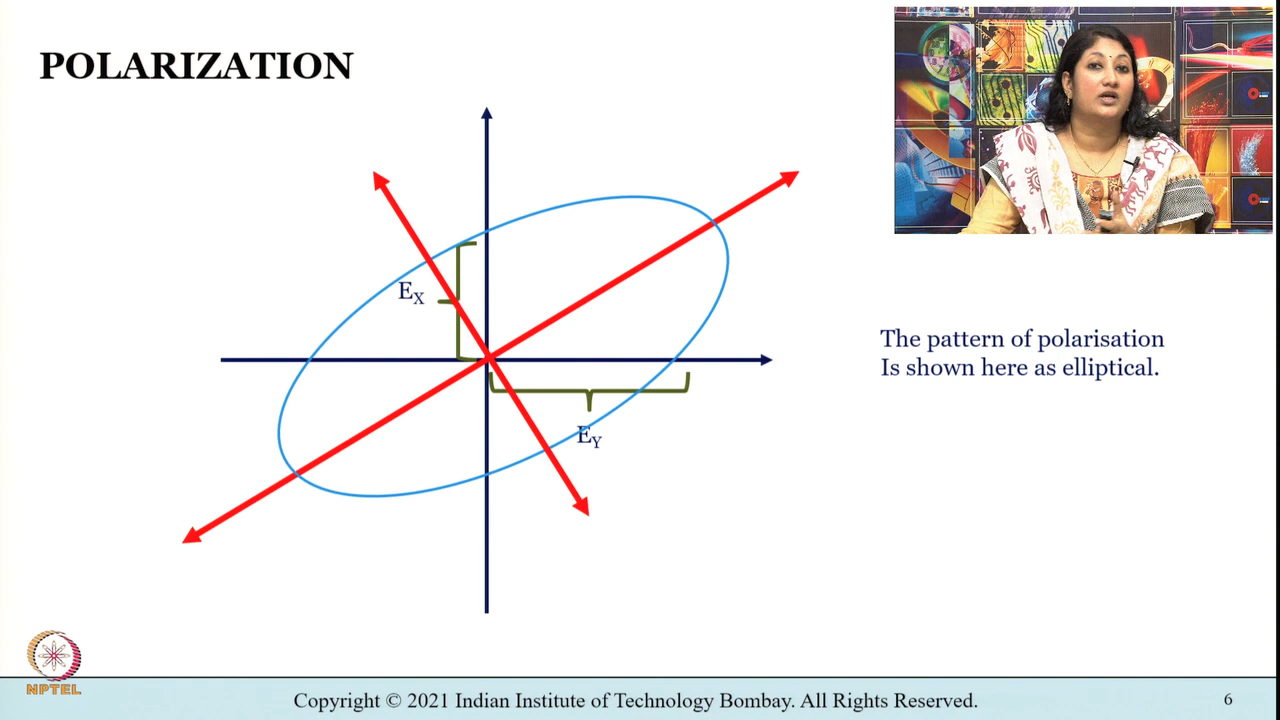 POLARIZATION
E_X
E_Y
The pattern of polarisation
Is shown here as elliptical.
NPTEL
Copyright © 2021 Indian Institute of Technology Bombay. All Rights Reserved.
6